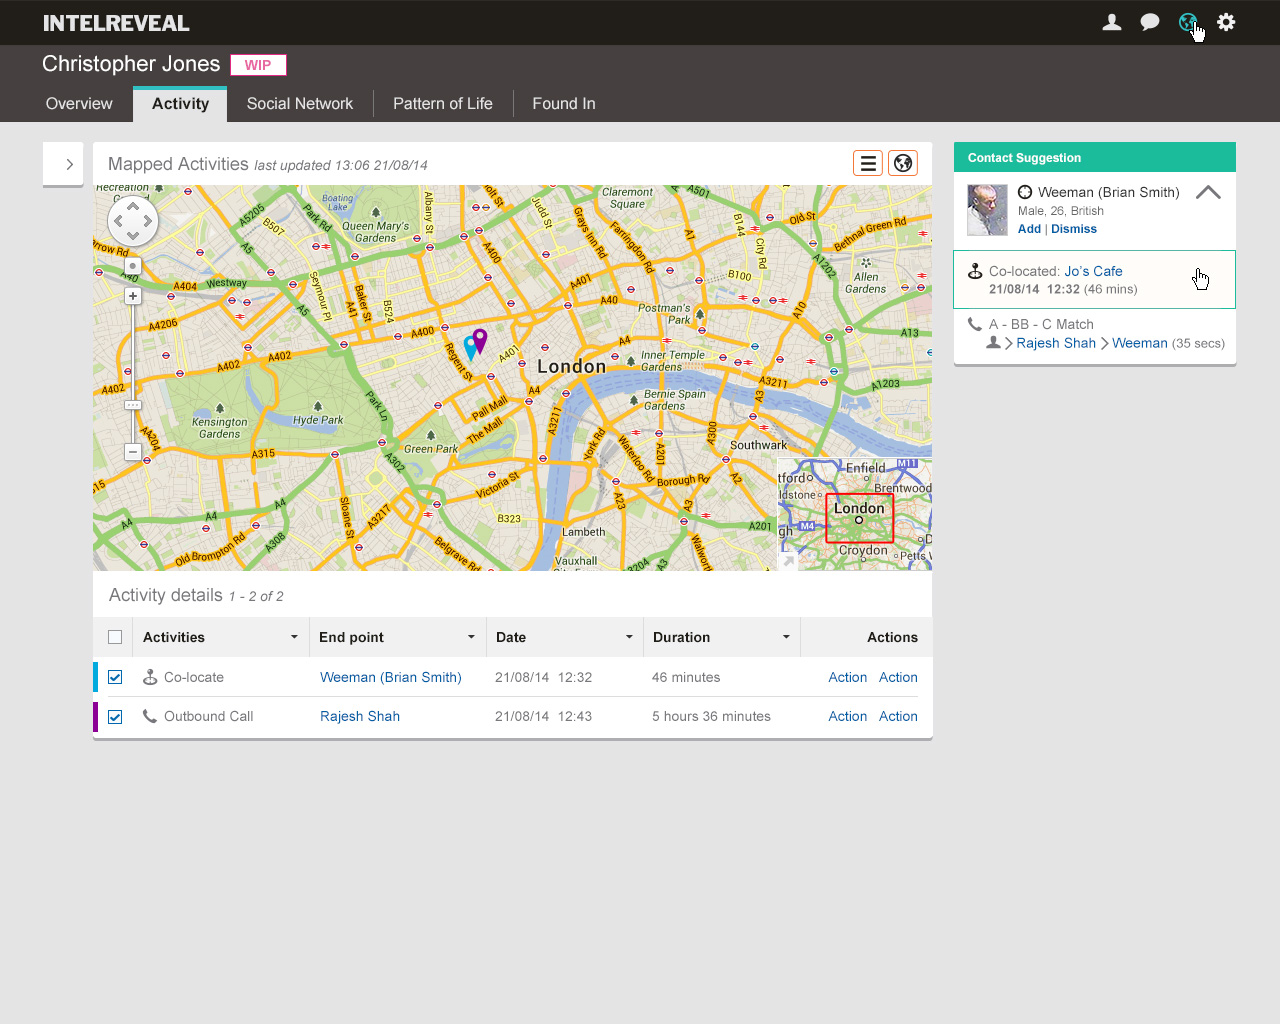 INTELREVEAL
Christopher Jones WIP
Overview Activity Social Network Pattern of Life Found In
Mapped Activities last updated 13:06 21/08/14
Recreation
Ground
Boating
Lake
Queen Mary's
Gardens
Claremont
Square
A5205
B507
Park Rd
Albany St
A400
Judd St
Grays Inn Rd
Farringdon Rd
A501
A1
B144
City Rd
Old St
Bethnal Green Rd
A1202
Allen
Gardens
A404
Westway
Seymour Pl
Baker St
A41
B524
A401
A40
B100
Postman's
Park
A10
A13
A4206
A402
A402
A402
A402
A400
Regent St
A401
London
A4
Inner Temple
Gardens
Bernie Spain
Gardens
A3
A3211
A1203
Kensington
Gardens
Hyde Park
Park Ln
Pall Mall
The Mall
A4
A3211
A4204
A315
Green Park
A302
York Rd
Waterloo Rd
A201
A300
Southwark
A2
Borough Rd
A3
A201
Victoria St
B323
A23
Lambeth
Vauxhall
A4
A4
Old Brompton Rd
A308
Sloane St
A3217
Belgrave Rd
A3204
Walworth
Enfield
M11
Brentwood
London
M4
Croydon
Activity details 1 - 2 of 2
Activities End point Date Duration Actions
Co-locate Weeman (Brian Smith) 21/08/14 12:32 46 minutes Action Action
Outbound Call Rajesh Shah 21/08/14 12:43 5 hours 36 minutes Action Action
Contact Suggestion
Weeman (Brian Smith)
Male, 26, British
Add | Dismiss
Co-located: Jo's Cafe
21/08/14 12:32 (46 mins)
A - BB - C Match
Rajesh Shah Weeman (35 secs)